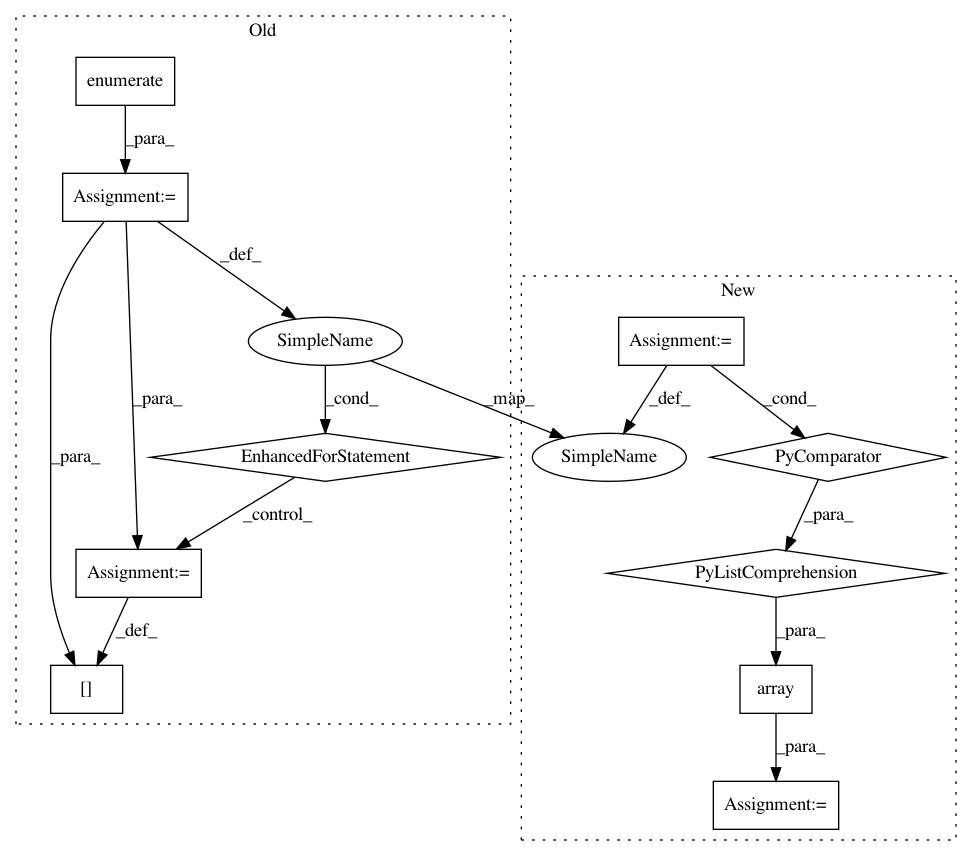 Old
enumerate
_para_
Assignment:=
_def_
SimpleName
New
Assignment:=
_para_
_para_
_cond_
_map_
_def_
_cond_
EnhancedForStatement
SimpleName
PyComparator
_control_
_para_
Assignment:=
PyListComprehension
_def_
_para_
[]
array
_para_
Assignment:=